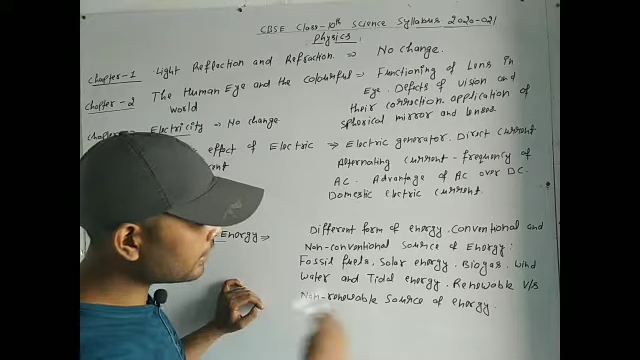 CBSE Class-10th Science Syllabus 2020-021
Physics:
Chapter-1 Light Reflection and Refraction ⇒ No change.
Chapter-2 The Human Eye and the Colourful ⇒ Functioning of Lens in
world Eye. Defects of vision and
their correction. application of
spherical mirror and lenses
Electricity → No change
effect of Electric → Electric generator. Direct current
Alternating current - frequency of
AC. Advantage of AC over DC.
Domestic electric current.
Energy ⇒ Different form of energy. Conventional and
Non-conventional source of Energy:
Fossil fuels, Solar energy. Biogas. wind
water and Tidal energy. Renewable V/s
Non-renewable Source of energy.